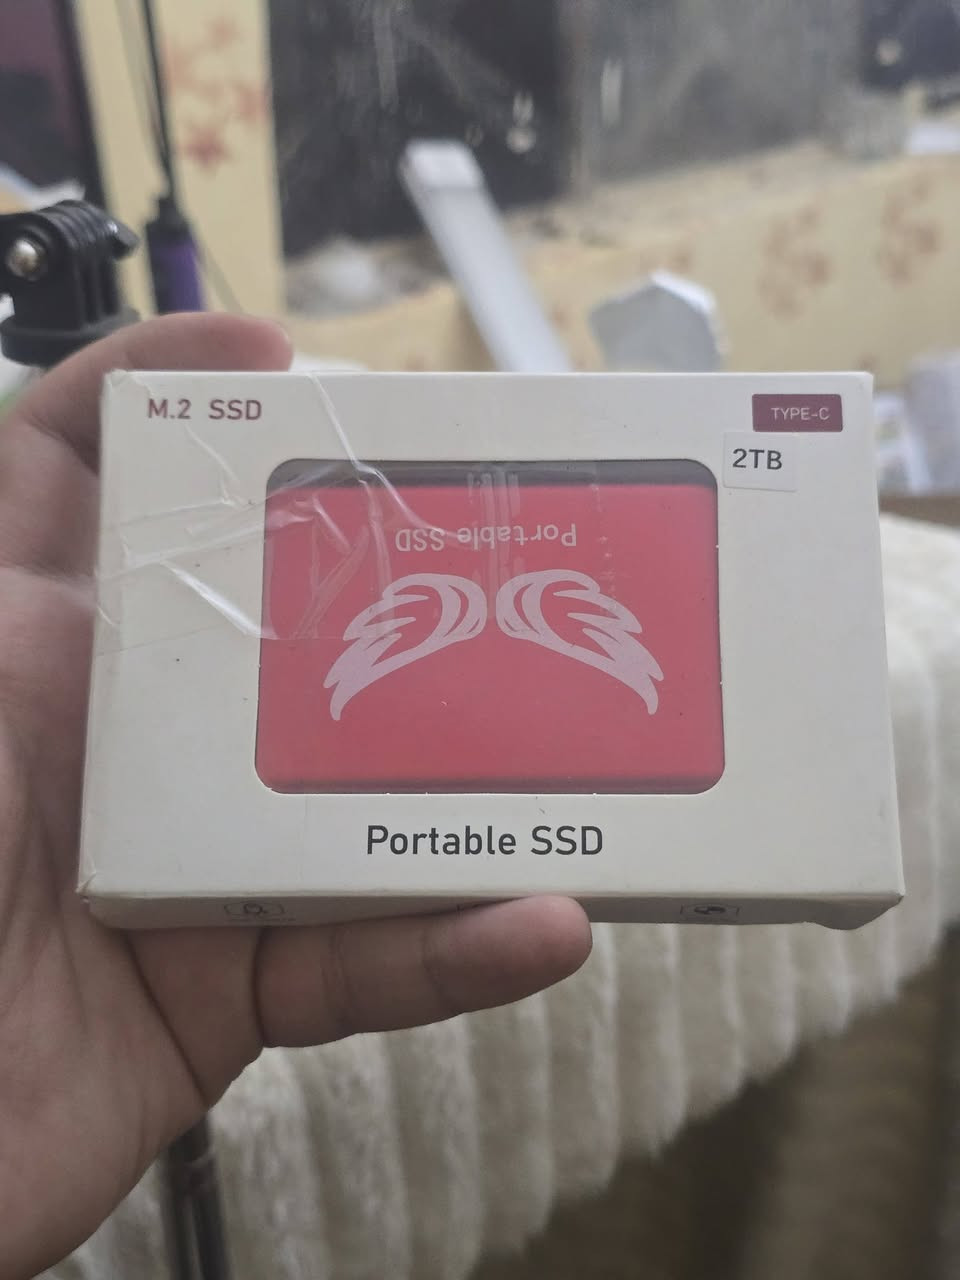 M.2 SSD
TYPE-C
2TB
Portable SSD
Portable SSD